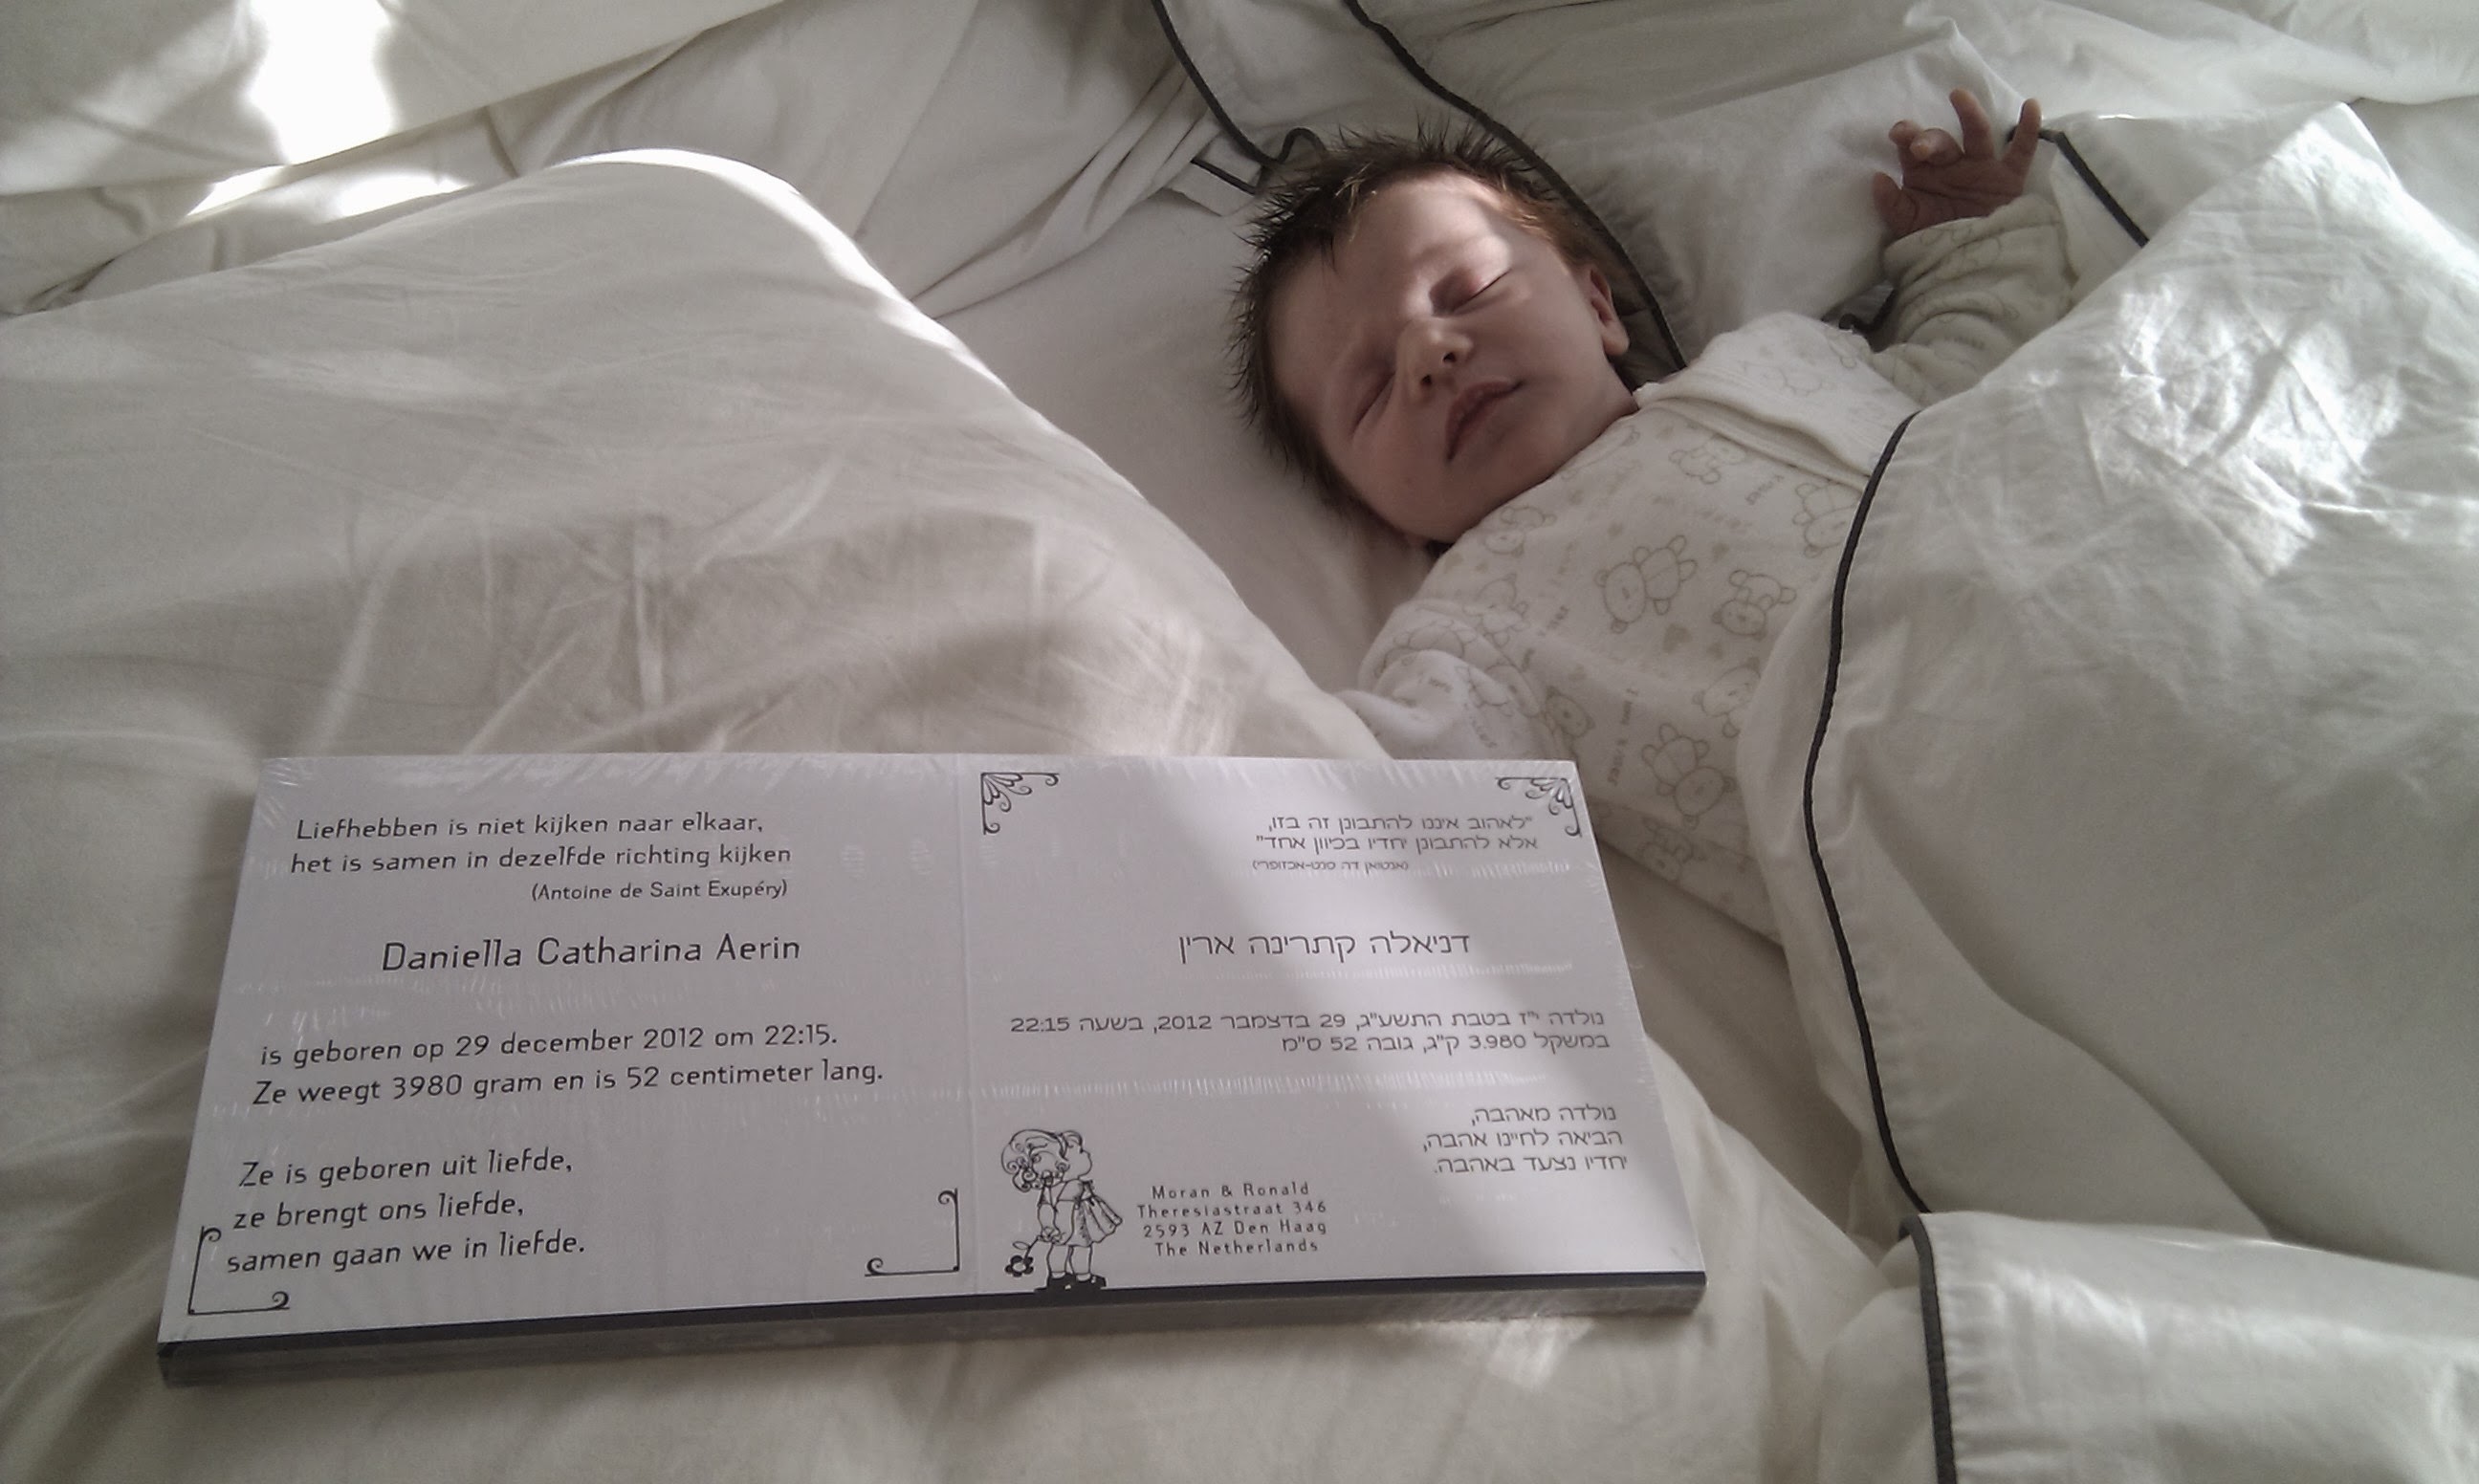 Liefhebben is niet kijken naar elkaar,
het is samen in dezelfde richting kijken
(Antoine de Saint Exupéry)
Daniella Catharina Aerin
is geboren op 29 december 2012 om 22:15.
Ze weegt 3980 gram en is 52 centimeter lang.
Ze is geboren uit liefde,
ze brengt ons liefde,
samen gaan we in liefde.
"לאהוב איננו להתבונן זה בזו,
אלא להתבונן יחדיו בכיוון אחד"
(אנטואן דה סנט-אכזופרי)
דניאלה קתרינה ארין
נולדה י"ז בטבת התשע"ג, 29 בדצמבר 2012, בשעה 22:15
במשקל 3.980 ק"ג, גובה 52 ס"מ
נולדה מאהבה,
הביאה לחיינו אהבה,
יחדיו נצעד באהבה.
Moran & Ronald
Theresiastraat 346
2593 AZ Den Haag
The Netherlands